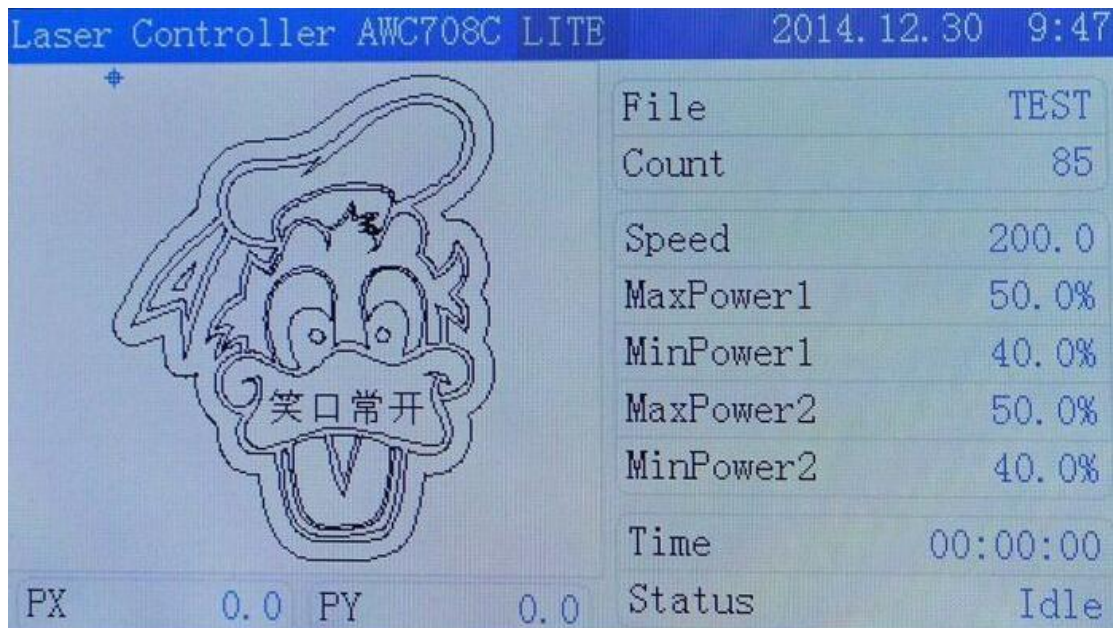 Laser Controller AWC708C LITE 2014.12.30 9:47
笑口常开
File TEST
Count 85
Speed 200.0
MaxPower1 50.0%
MinPower1 40.0%
MaxPower2 50.0%
MinPower2 40.0%
Time 00:00:00
Status Idle
PX 0.0 PY 0.0